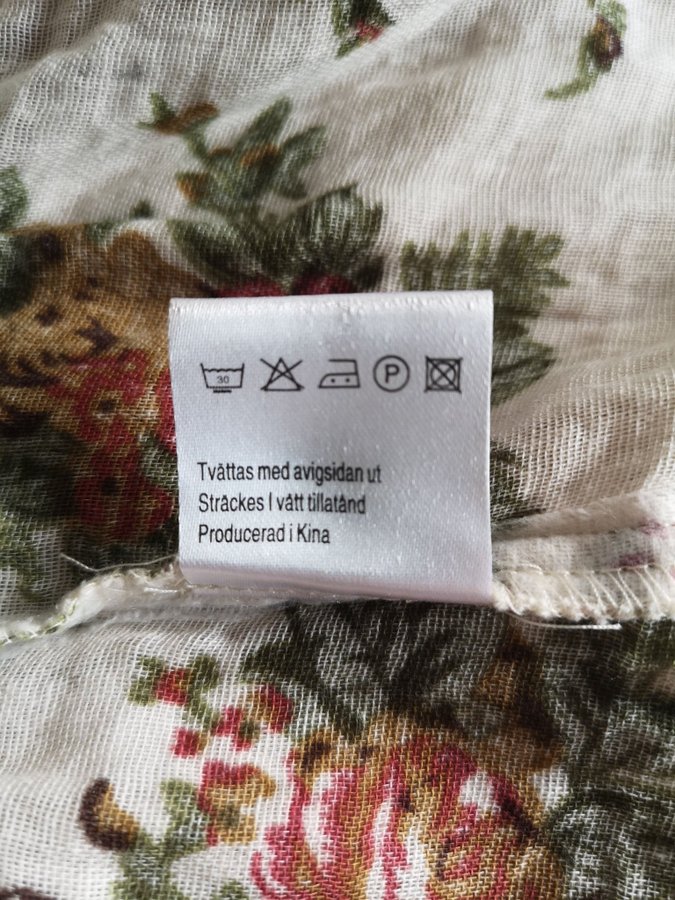 30 P
Tvättas med avigsidan ut
Sträckes I vått tillatånd
Producerad i Kina